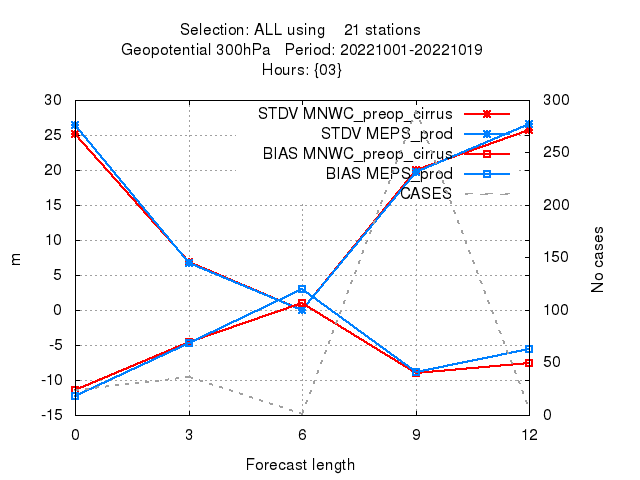 Selection: ALL using 21 stations
Geopotential 300hPa Period: 20221001-20221019
Hours: {03}
30 300
STDV MNWC_preop_cirrus
25 250
STDV MEPS_prod
BIAS MNWC_preop_cirrus
20 200
BIAS MEPS_prod
CASES
15 150
10 100
5 50
0 0
-5
-10
-15
m
No cases
0 3 6 9 12
Forecast length